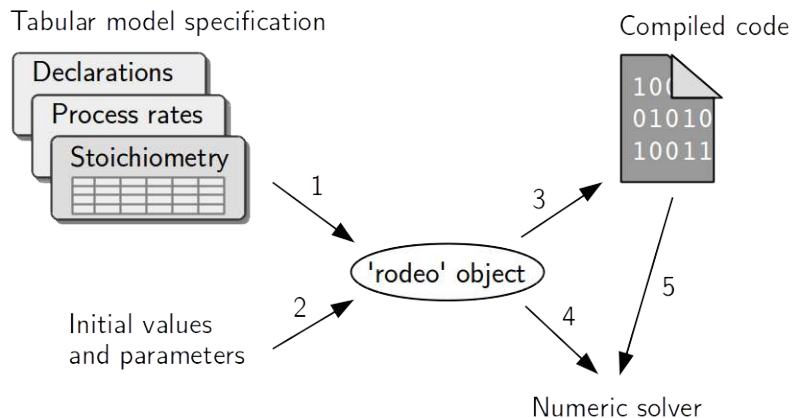 Tabular model specification
Declarations
Process rates
Stoichiometry
Compiled code
100
01010
10011
1
2
3
4
5
'rodeo' object
Initial values
and parameters
Numeric solver